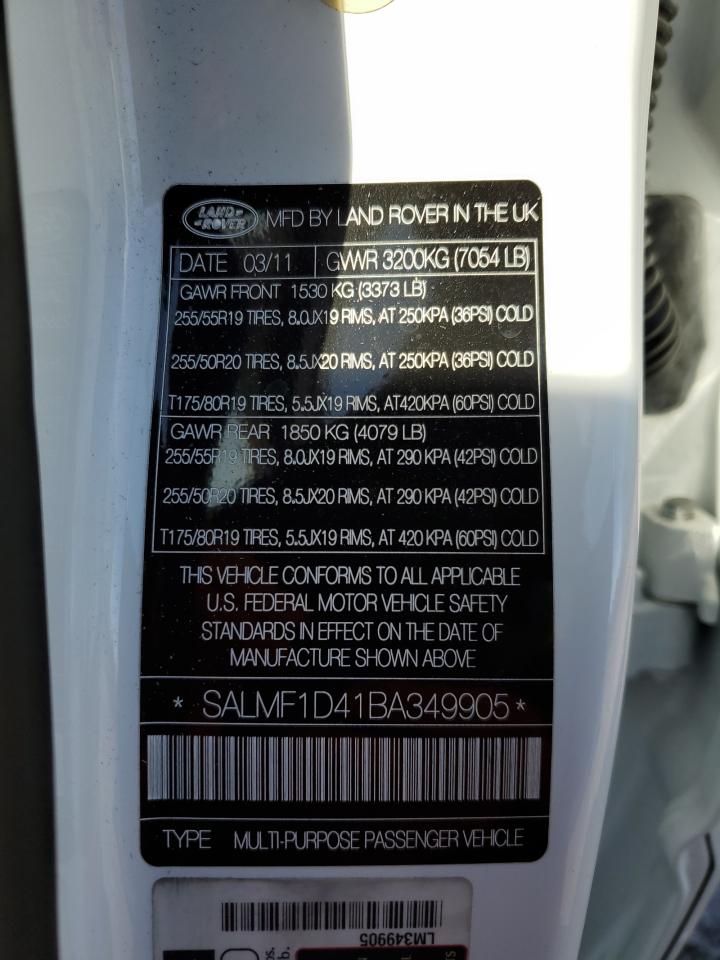 LAND ROVER MFD BY LAND ROVER IN THE UK
DATE 03/11 GVWR 3200KG (7054 LB)
GAWR FRONT 1530 KG (3373 LB)
255/55R19 TIRES, 8.0JX19 RIMS, AT 250KPA (36PSI) COLD
255/50R20 TIRES, 8.5JX20 RIMS, AT 250KPA (36PSI) COLD
T175/80R19 TIRES, 5.5JX19 RIMS, AT420KPA (60PSI) COLD
GAWR REAR 1850 KG (4079 LB)
255/55R19 TIRES, 8.0JX19 RIMS, AT 290 KPA (42PSI) COLD
255/50R20 TIRES, 8.5JX20 RIMS, AT 290 KPA (42PSI) COLD
T175/80R19 TIRES, 5.5JX19 RIMS, AT 420 KPA (60PSI) COLD
THIS VEHICLE CONFORMS TO ALL APPLICABLE
U.S. FEDERAL MOTOR VEHICLE SAFETY
STANDARDS IN EFFECT ON THE DATE OF
MANUFACTURE SHOWN ABOVE
* SALMF1D41BA349905 *
TYPE MULTI-PURPOSE PASSENGER VEHICLE
LM349905